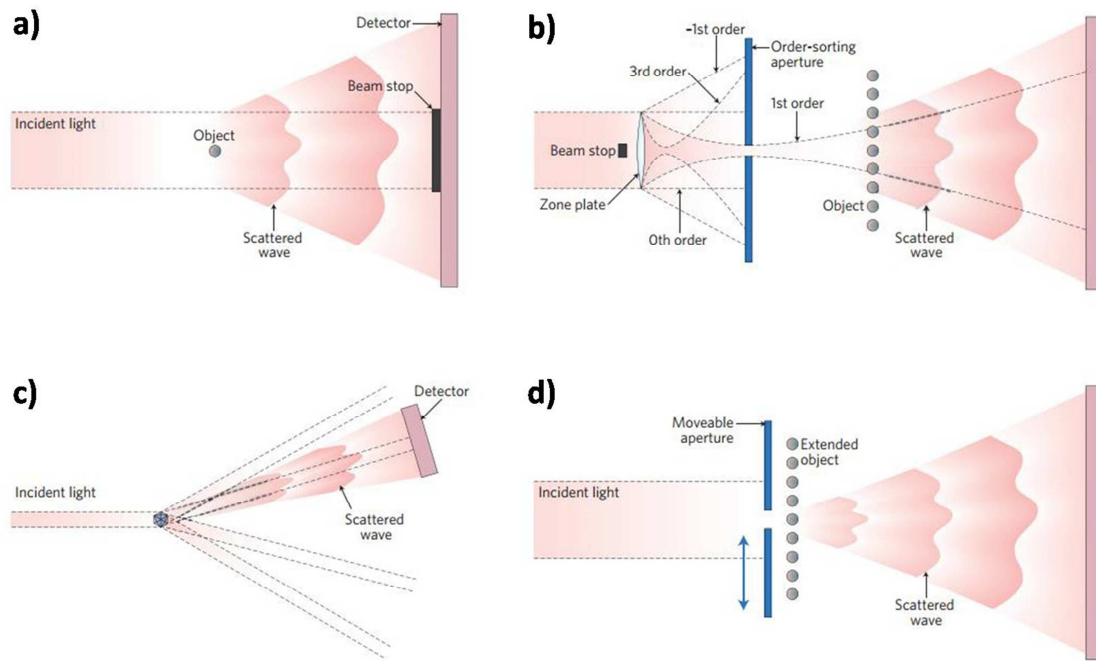 a)
Detector
Beam stop
Incident light
Object
Scattered
wave
b)
-1st order
Order-sorting
aperture
3rd order
1st order
Beam stop
Zone plate
Object
0th order
Scattered
wave
c)
Detector
Incident light
Scattered
wave
d)
Moveable
aperture
Extended
object
Incident light
Scattered
wave